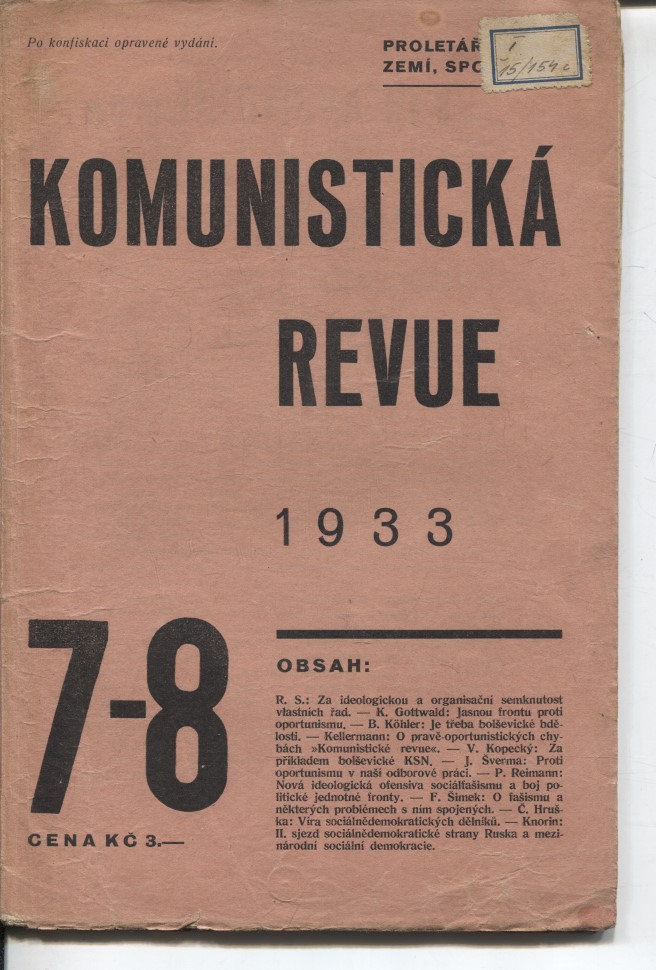 Po konfiskaci opravené vydání.
PROLETÁŘ
ZEMÍ, SPO
I
15/154 c
KOMUNISTICKÁ
REVUE
1933
7-8
OBSAH:
R. S.: Za ideologickou a organisační semknutost
vlastních řad. — K. Gottwald: Jasnou frontu proti
oportunismu. — B. Köhler: Je třeba bolševické bdě-
losti. — Kellermann: O pravě-oportunistických chy-
bách »Komunistické revue«. — V. Kopecký: Za
příkladem bolševické KSN. — J. Šverma: Proti
oportunismu v naší odborové práci. — P. Reimann:
Nová ideologická ofensiva sociálfašismu a boj po-
litické jednotné fronty. — F. Šimek: O fašismu a
některých problémech s ním spojených. — Č. Hruš-
ka: Víra sociálnědemokratických dělníků. — Knorin:
II. sjezd sociálnědemokratické strany Ruska a mezi-
národní sociální demokracie.
CENA KČ 3.—